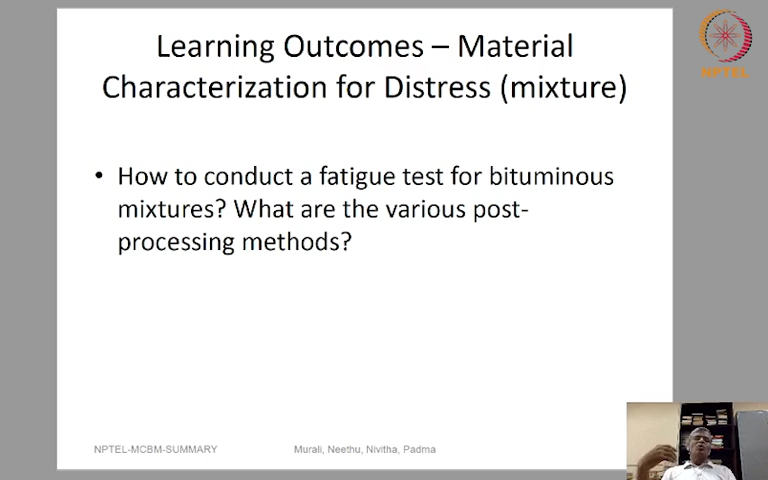 Learning Outcomes – Material
Characterization for Distress (mixture)
NPTEL
• How to conduct a fatigue test for bituminous
mixtures? What are the various post-
processing methods?
NPTEL-MCBM-SUMMARY
Murali, Neethu, Nivitha, Padma